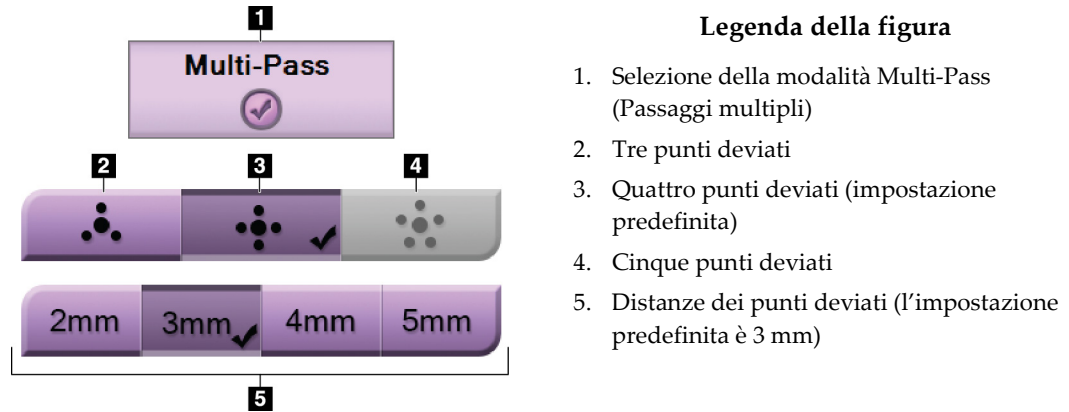 1
Multi-Pass
2 3 4
2mm 3mm 4mm 5mm
5
Legenda della figura
1. Selezione della modalità Multi-Pass
(Passaggi multipli)
2. Tre punti deviati
3. Quattro punti deviati (impostazione
predefinita)
4. Cinque punti deviati
5. Distanze dei punti deviati (l’impostazione
predefinita è 3 mm)